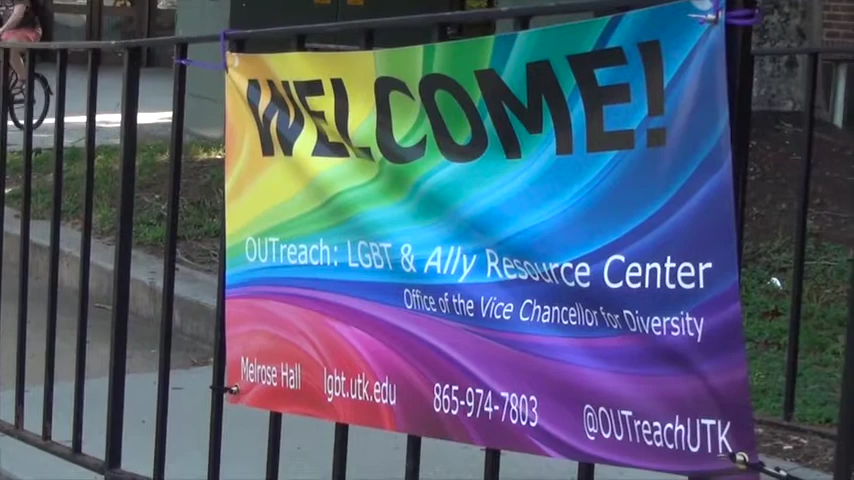 WELCOME!
OUTreach: LGBT & Ally Resource Center
Office of the Vice Chancellor for Diversity
Melrose Hall lgbt.utk.edu 865-974-7803 @OUTreachUTK